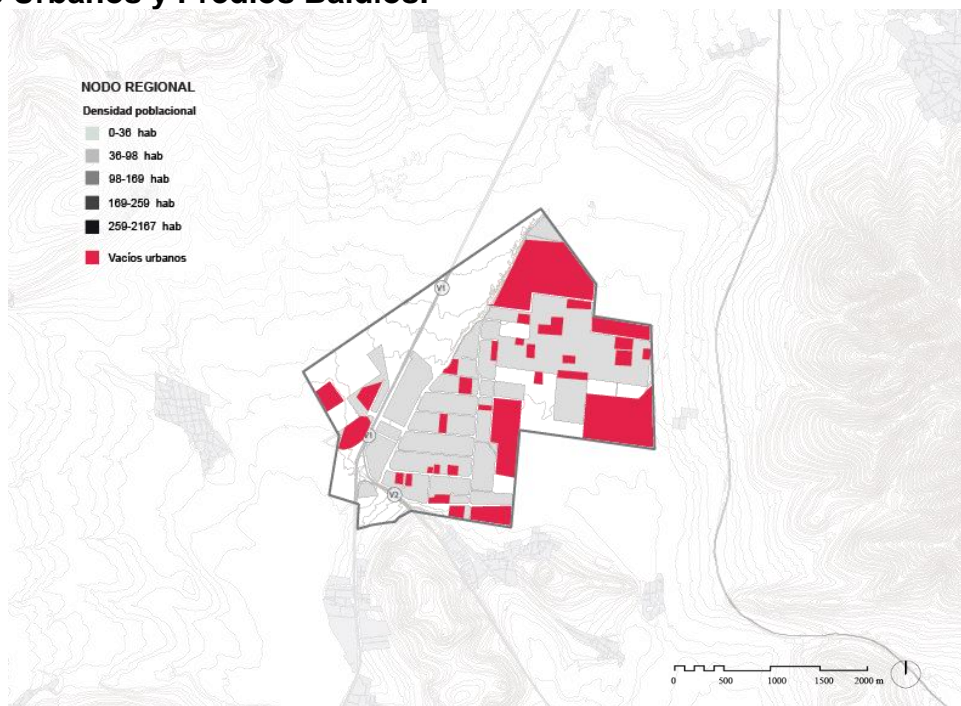 Urbanos y Predios Baldíos.
NODO REGIONAL
Densidad poblacional
0-36 hab
36-98 hab
98-169 hab
169-259 hab
259-2167 hab
Vacíos urbanos
V1
V1
V2
0 500 1000 1500 2000 m